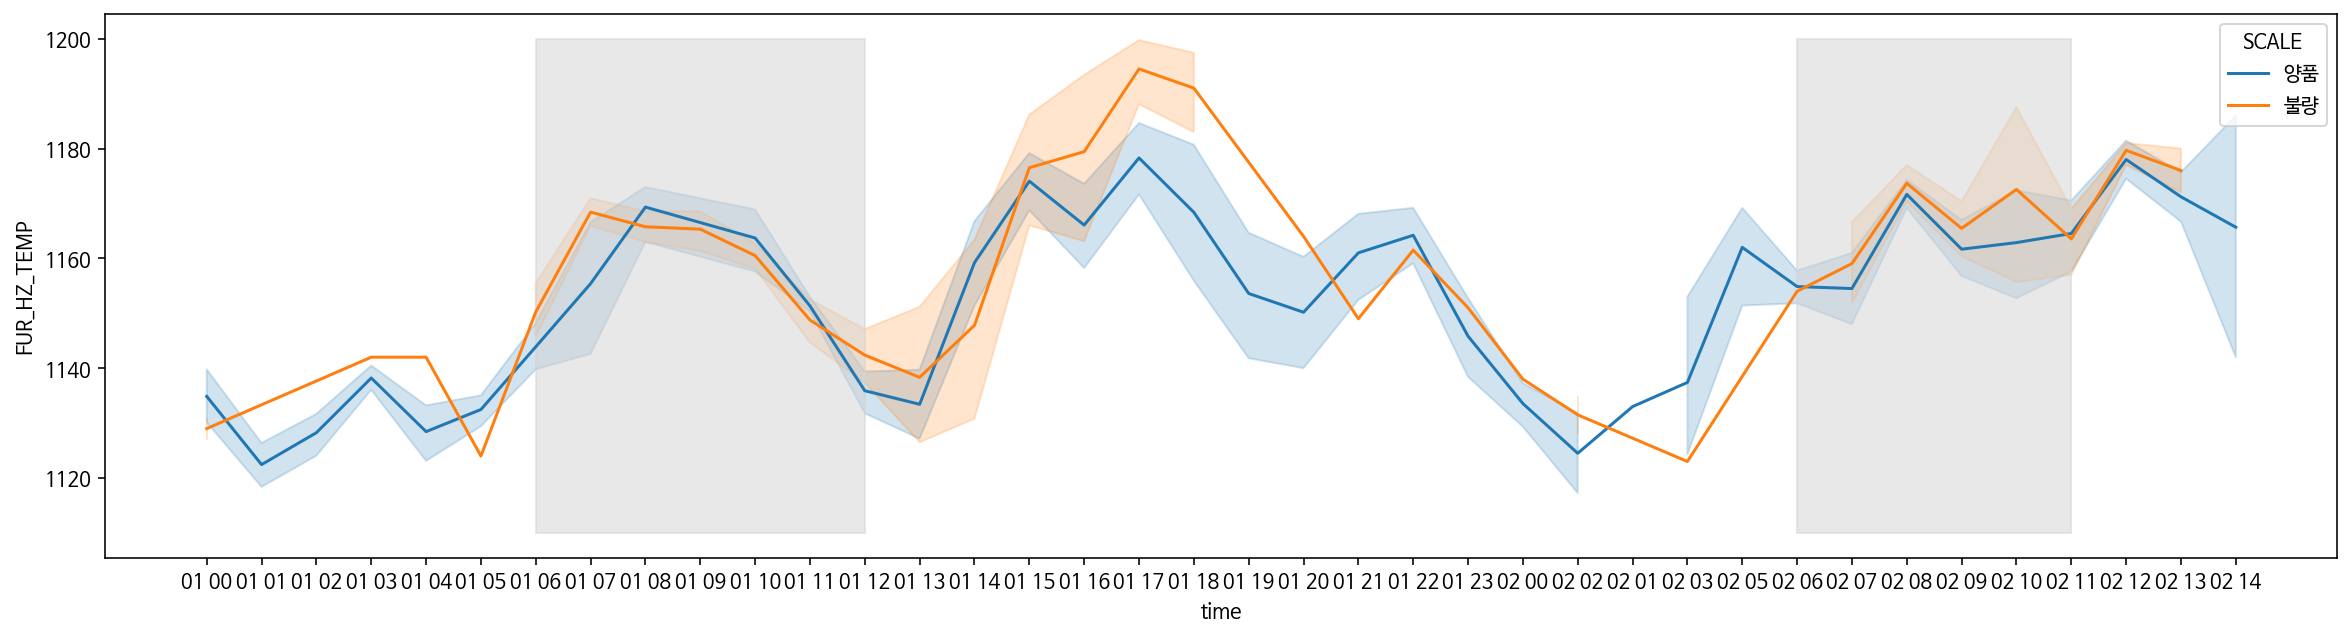 SCALE
양품
불량
1200
1180
1160
1140
1120
FUR_HZ_TEMP
01 00 01 01 01 02 01 03 01 04 01 05 01 06 01 07 01 08 01 09 01 10 01 11 01 12 01 13 01 14 01 15 01 16 01 17 01 18 01 19 01 20 01 21 01 22 01 23 02 00 02 02 02 01 02 03 02 05 02 06 02 07 02 08 02 09 02 10 02 11 02 12 02 13 02 14
time